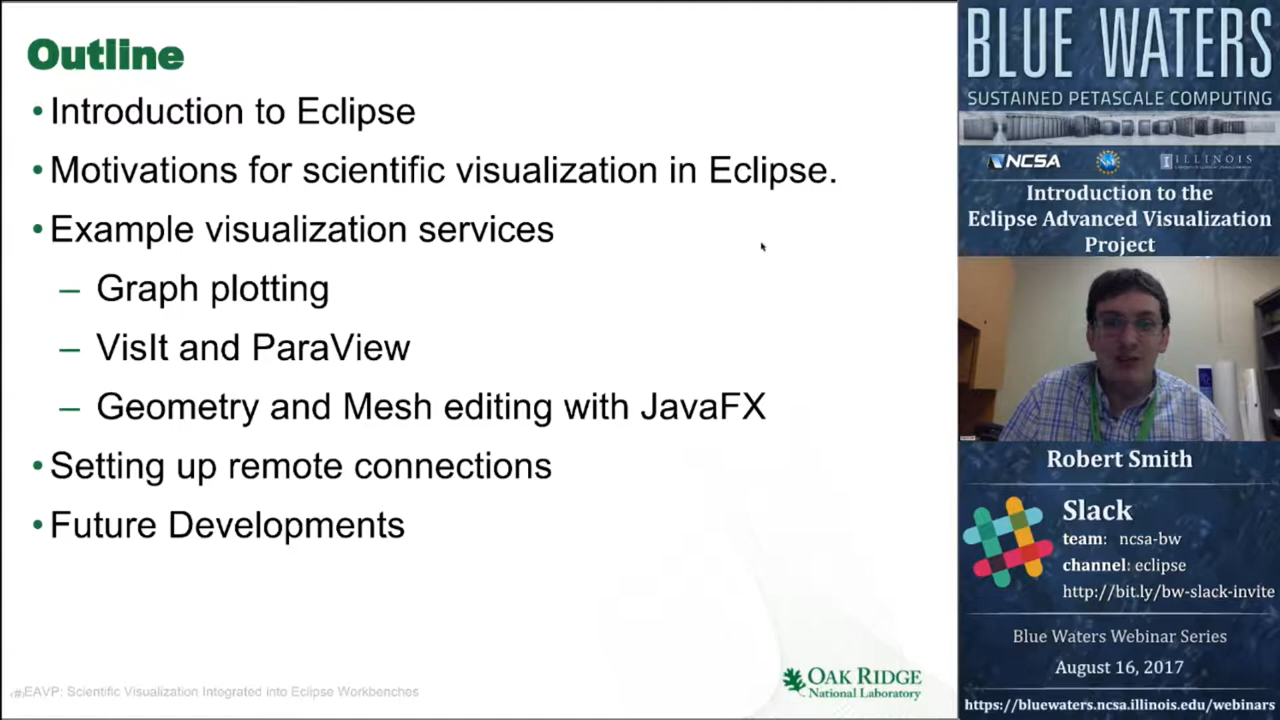 Outline
• Introduction to Eclipse
• Motivations for scientific visualization in Eclipse.
• Example visualization services
– Graph plotting
– VisIt and ParaView
– Geometry and Mesh editing with JavaFX
• Setting up remote connections
• Future Developments
‹#›EAVP: Scientific Visualization Integrated into Eclipse Workbenches
OAK RIDGE
National Laboratory
BLUE WATERS
SUSTAINED PETASCALE COMPUTING
NCSA
ILLINOIS
Introduction to the
Eclipse Advanced Visualization
Project
Robert Smith
Slack
team: ncsa-bw
channel: eclipse
http://bit.ly/bw-slack-invite
Blue Waters Webinar Series
August 16, 2017
https://bluewaters.ncsa.illinois.edu/webinars